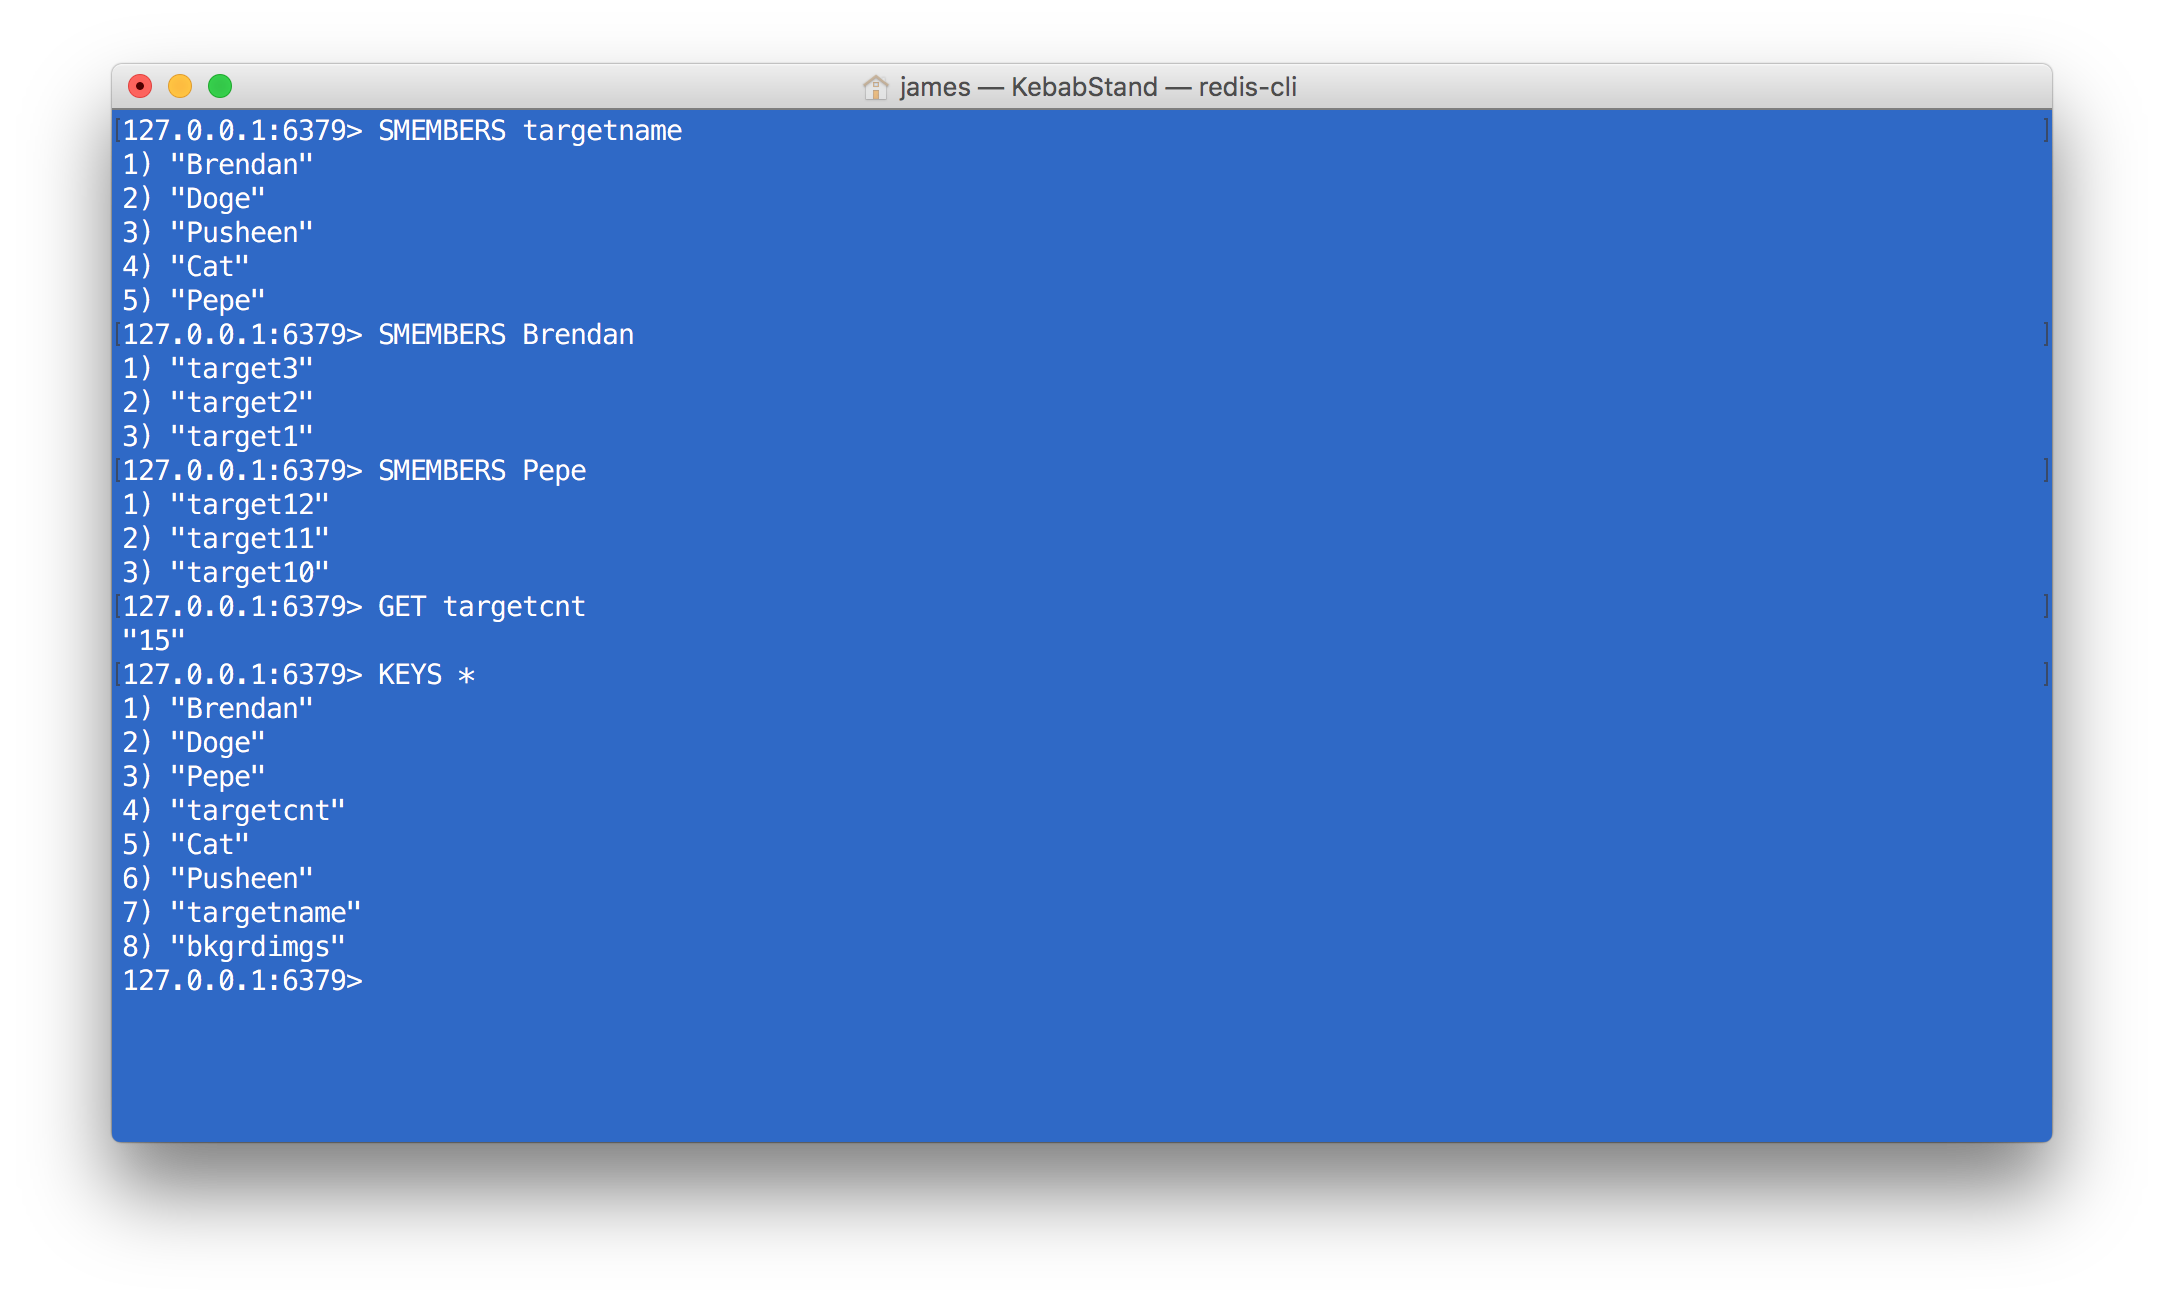 james — KebabStand — redis-cli
[127.0.0.1:6379> SMEMBERS targetname ]
1) "Brendan"
2) "Doge"
3) "Pusheen"
4) "Cat"
5) "Pepe"
[127.0.0.1:6379> SMEMBERS Brendan ]
1) "target3"
2) "target2"
3) "target1"
[127.0.0.1:6379> SMEMBERS Pepe ]
1) "target12"
2) "target11"
3) "target10"
[127.0.0.1:6379> GET targetcnt ]
"15"
[127.0.0.1:6379> KEYS * ]
1) "Brendan"
2) "Doge"
3) "Pepe"
4) "targetcnt"
5) "Cat"
6) "Pusheen"
7) "targetname"
8) "bkgrdimgs"
127.0.0.1:6379>